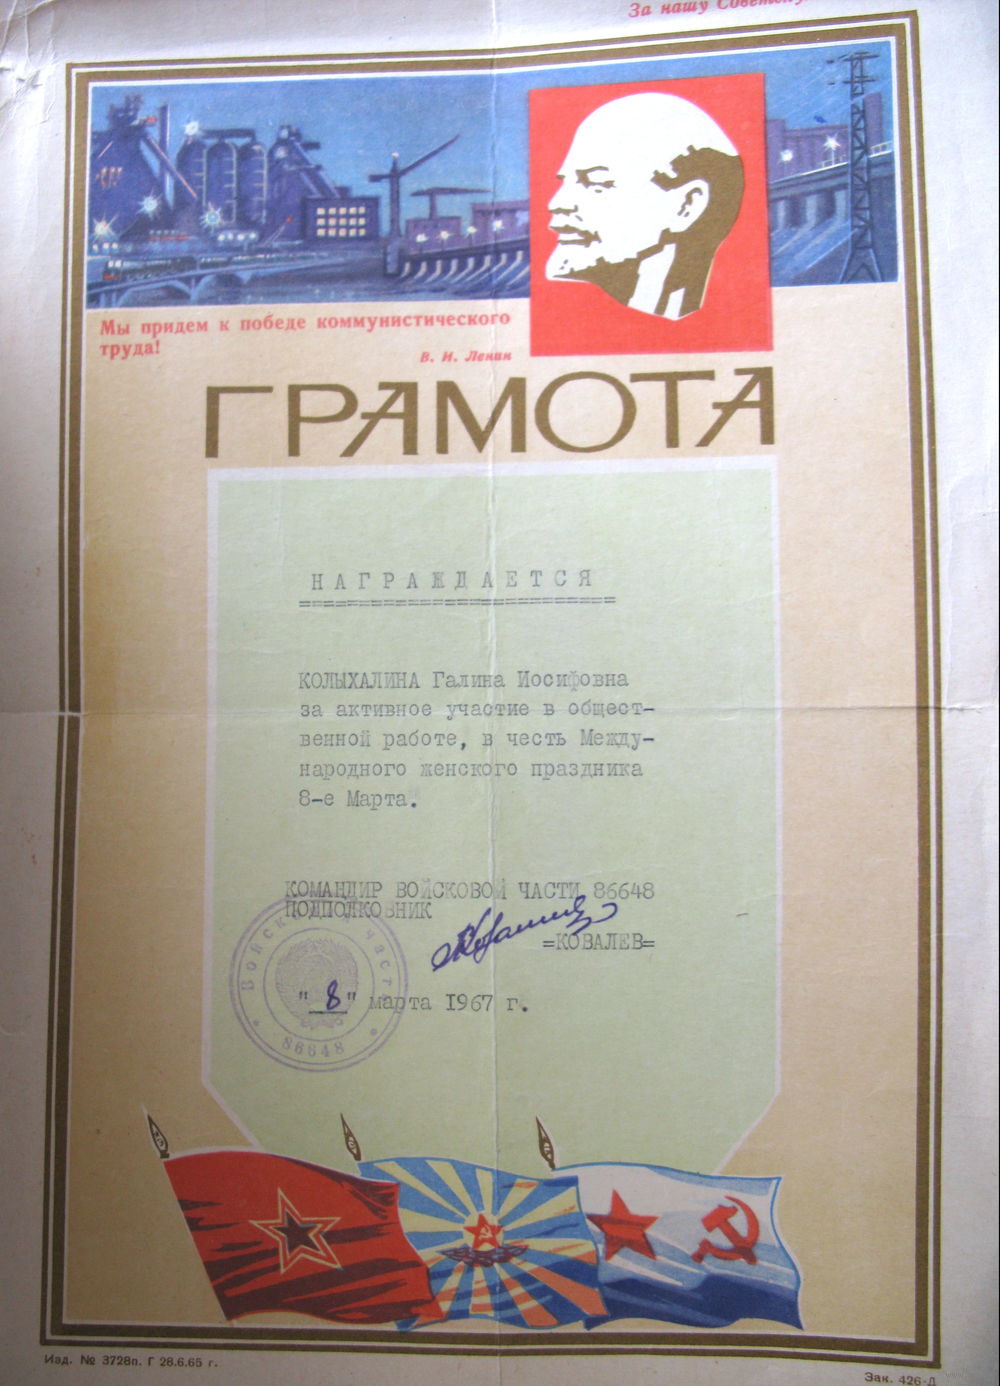 За нашу Советску
Мы придем к победе коммунистического
труда!
В. И. Ленин
ГРАМОТА
НАГРАЖДАЕТСЯ
КОЛЫХАЛИНА Галина Иосифовна
за активное участие в общест-
венной работе, в честь Между-
народного женского праздника
8-е Марта.
КОМАНДИР ВОЙСКОВОЙ ЧАСТИ 86648
ПОДПОЛКОВНИК
=КОВАЛЕВ=
"8" марта 1967 г.
Войсковая часть
86648
Изд. № 3728п. Г 28.6.65 г.
Зак. 426-Д